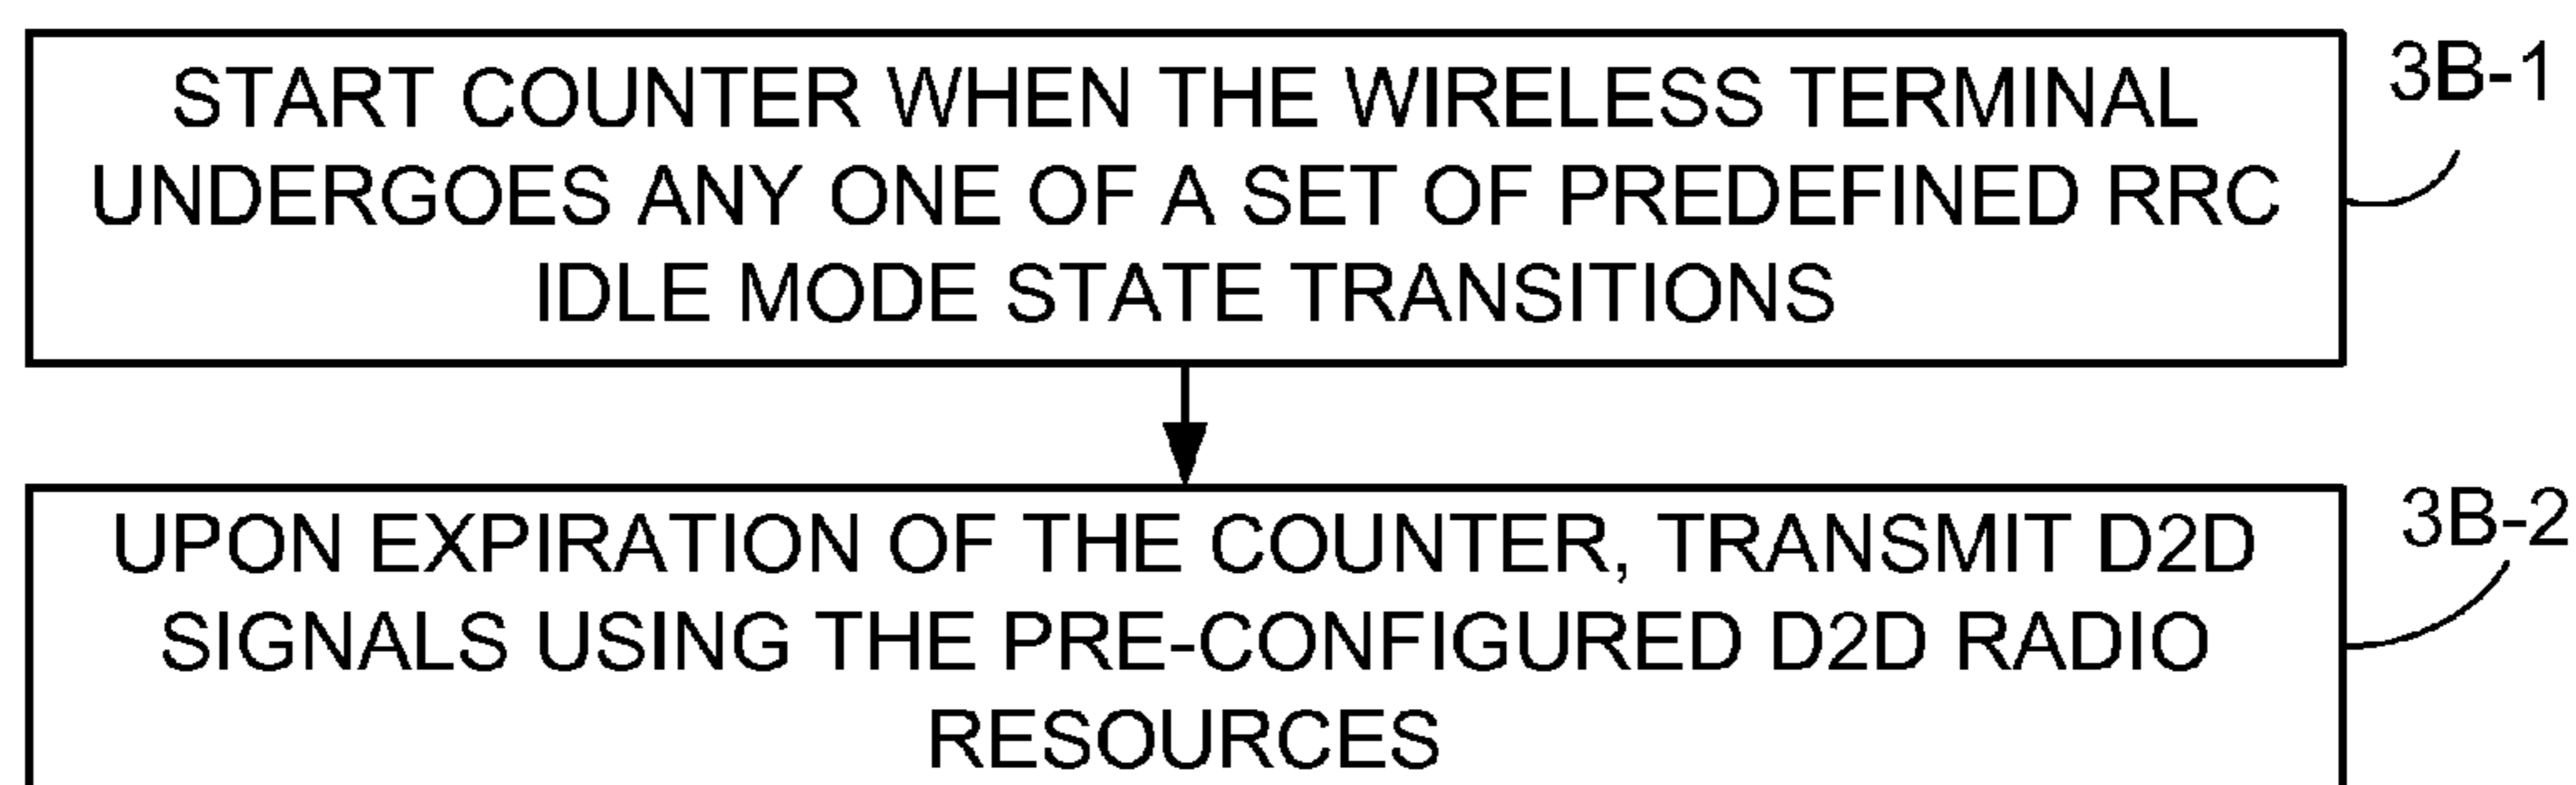 START COUNTER WHEN THE WIRELESS TERMINAL
UNDERGOES ANY ONE OF A SET OF PREDEFINED RRC
IDLE MODE STATE TRANSITIONS
3B-1
UPON EXPIRATION OF THE COUNTER, TRANSMIT D2D
SIGNALS USING THE PRE-CONFIGURED D2D RADIO
RESOURCES
3B-2